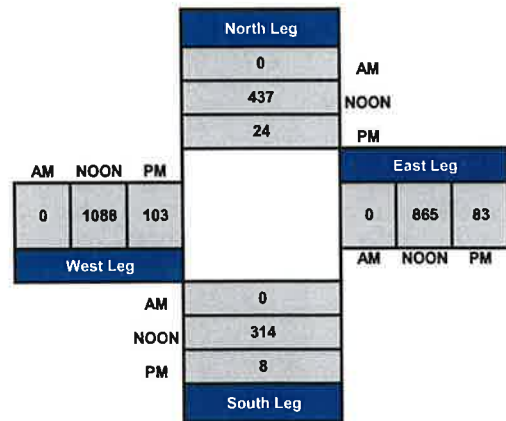 North Leg
0 AM
437 NOON
24 PM
AM NOON PM
East Leg
0 1088 103
0 865 83
West Leg
AM NOON PM
AM 0
NOON 314
PM 8
South Leg